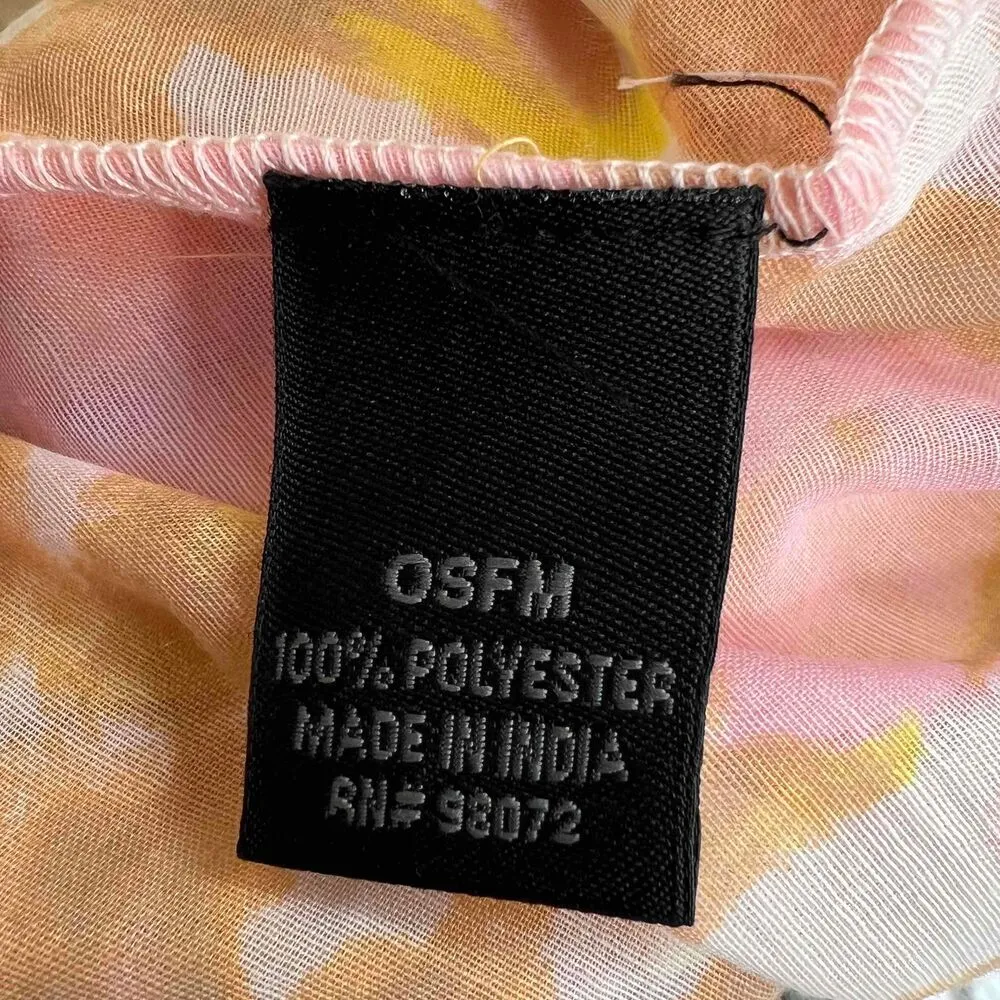 OSFM
100% POLYESTER
MADE IN INDIA
RN# 98072